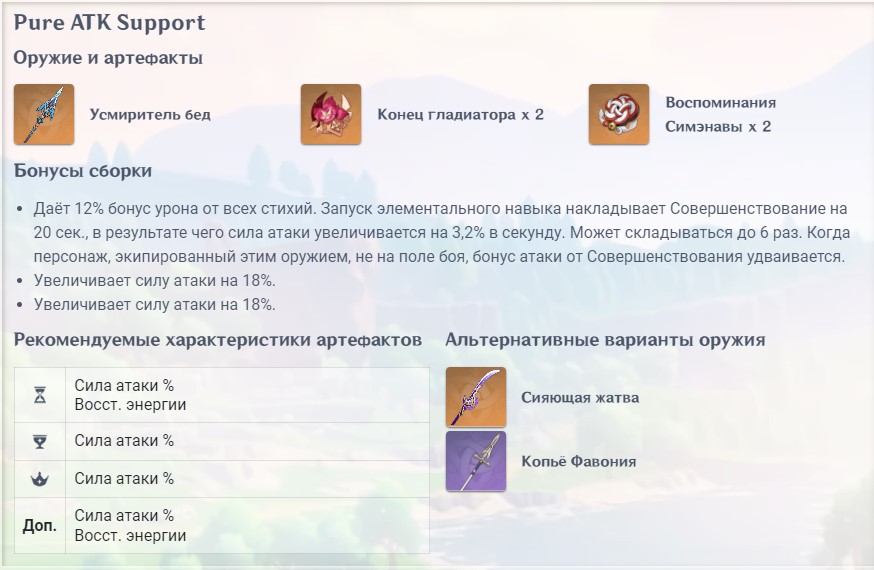 Pure ATK Support
Оружие и артефакты
Усмиритель бед
Конец гладиатора x 2
Воспоминания
Симэнавы x 2
Бонусы сборки
• Даёт 12% бонус урона от всех стихий. Запуск элементального навыка накладывает Совершенствование на
20 сек., в результате чего сила атаки увеличивается на 3,2% в секунду. Может складываться до 6 раз. Когда
персонаж, экипированный этим оружием, не на поле боя, бонус атаки от Совершенствования удваивается.
• Увеличивает силу атаки на 18%.
• Увеличивает силу атаки на 18%.
Рекомендуемые характеристики артефактов
Сила атаки %
Восст. энергии
Сила атаки %
Сила атаки %
Доп.
Сила атаки %
Восст. энергии
Альтернативные варианты оружия
Сияющая жатва
Копьё Фавония